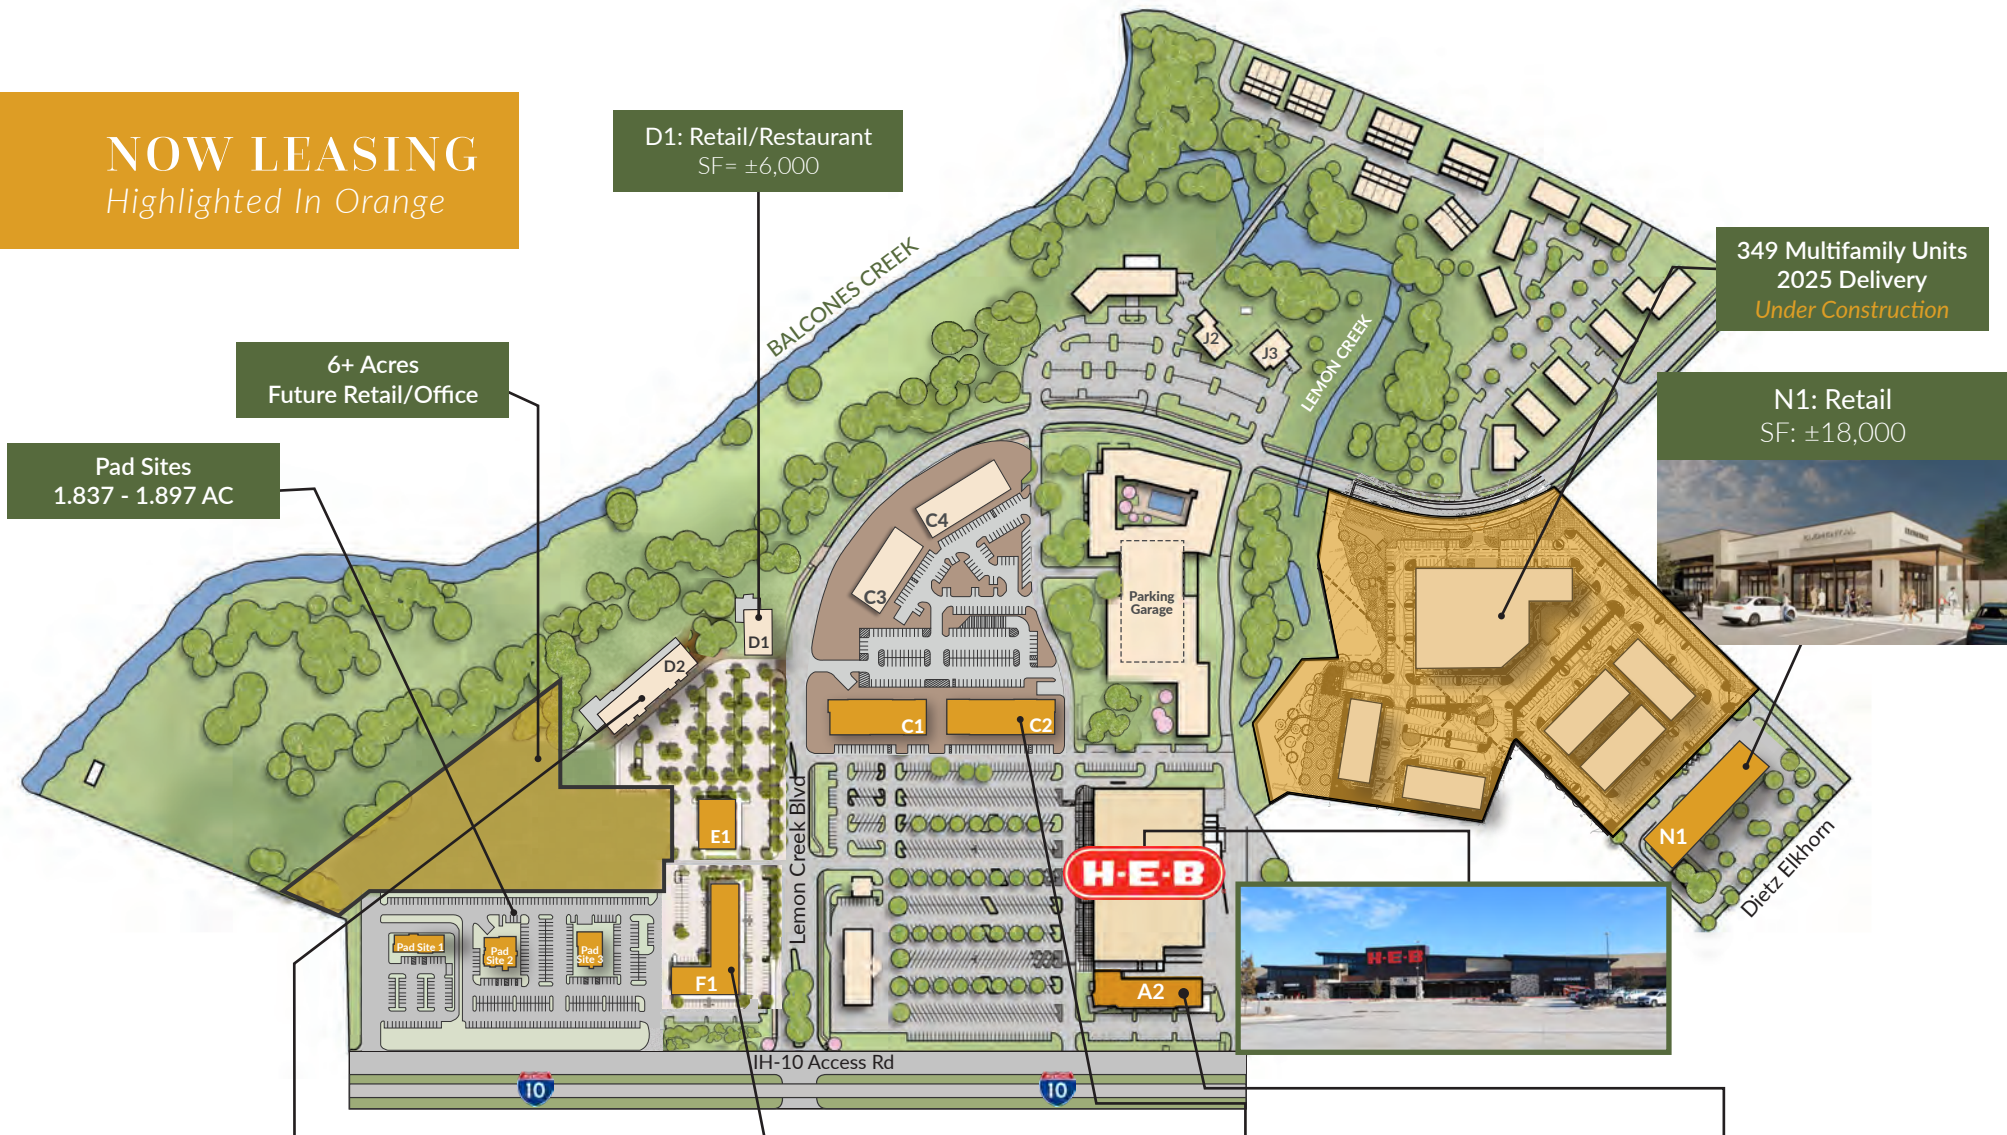 NOW LEASING
Highlighted In Orange
D1: Retail/Restaurant
SF= ±6,000
349 Multifamily Units
2025 Delivery
Under Construction
6+ Acres
Future Retail/Office
Pad Sites
1.837 - 1.897 AC
N1: Retail
SF: ±18,000
BALCONES CREEK
LEMON CREEK
J2
J3
C4
C3
Parking
Garage
D1
D2
C1
C2
E1
Lemon Creek Blvd
N1
Dietz Elkhorn
H-E-B
H-E-B
Pad Site 1
Pad
Site 2
Pad
Site 3
F1
A2
IH-10 Access Rd
10
10